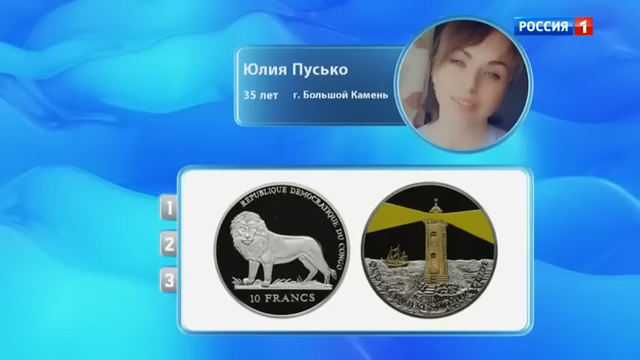 РОССИЯ 1
Юлия Пусько
35 лет г. Большой Камень
1
2
3
REPUBLIQUE DEMOCRATIQUE DU CONGO
10 FRANCS